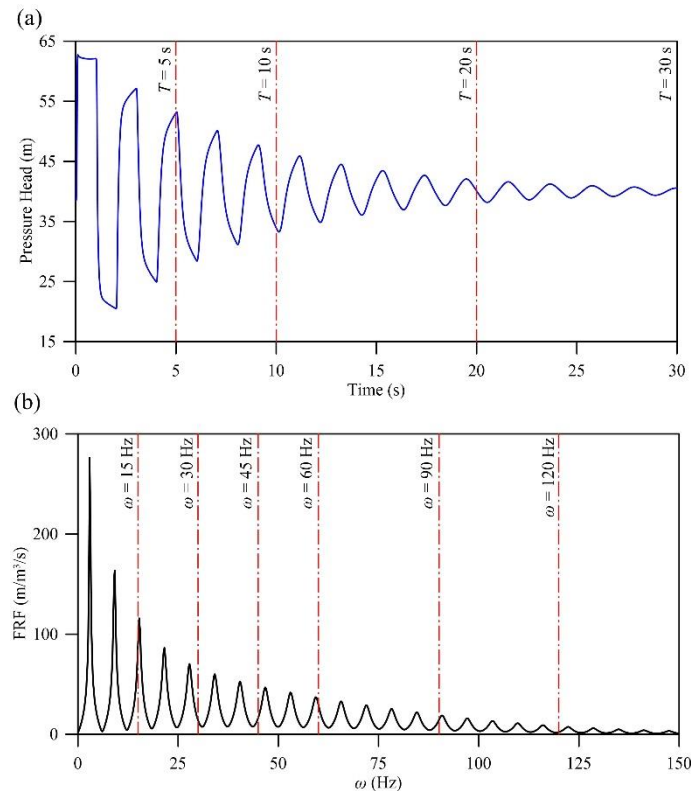 (a)
65
55
45
35
25
15
Pressure Head (m)
T = 5 s
T = 10 s
T = 20 s
T = 30 s
0
5
10
15
20
25
30
Time (s)
(b)
300
200
100
0
FRF (m/m³/s)
ω = 15 Hz
ω = 30 Hz
ω = 45 Hz
ω = 60 Hz
ω = 90 Hz
ω = 120 Hz
0
25
50
75
100
125
150
ω (Hz)